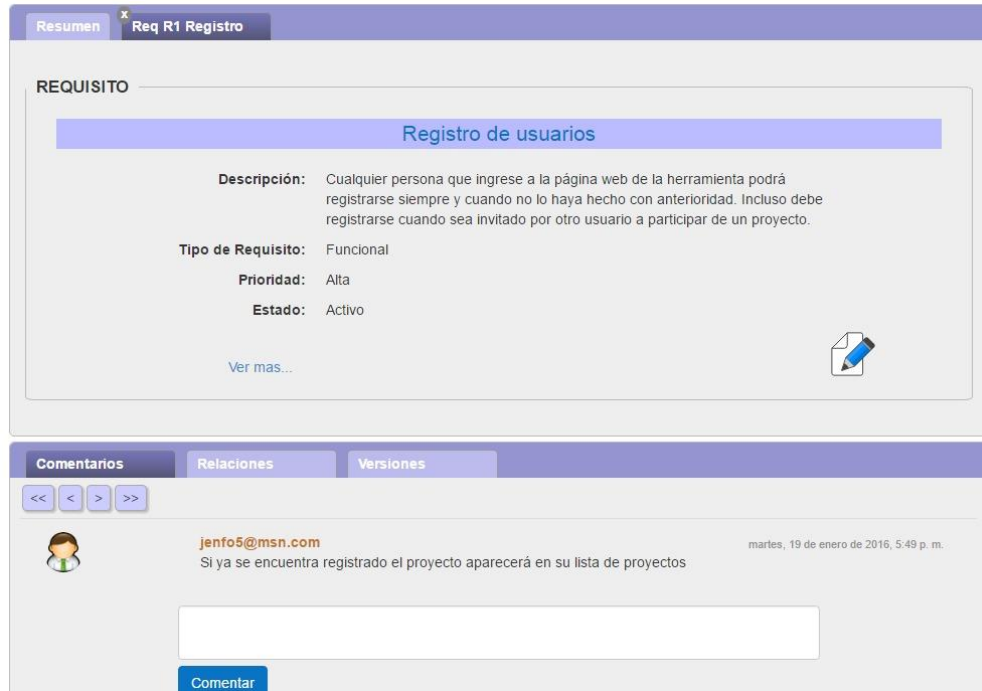 Resumen
x
Req R1 Registro
REQUISITO
Registro de usuarios
Descripción: Cualquier persona que ingrese a la página web de la herramienta podrá
registrarse siempre y cuando no lo haya hecho con anterioridad. Incluso debe
registrarse cuando sea invitado por otro usuario a participar de un proyecto.
Tipo de Requisito: Funcional
Prioridad: Alta
Estado: Activo
Ver mas...
Comentarios Relaciones Versiones
<< < > >>
jenfo5@msn.com martes, 19 de enero de 2016, 5:49 p. m.
Si ya se encuentra registrado el proyecto aparecerá en su lista de proyectos
Comentar